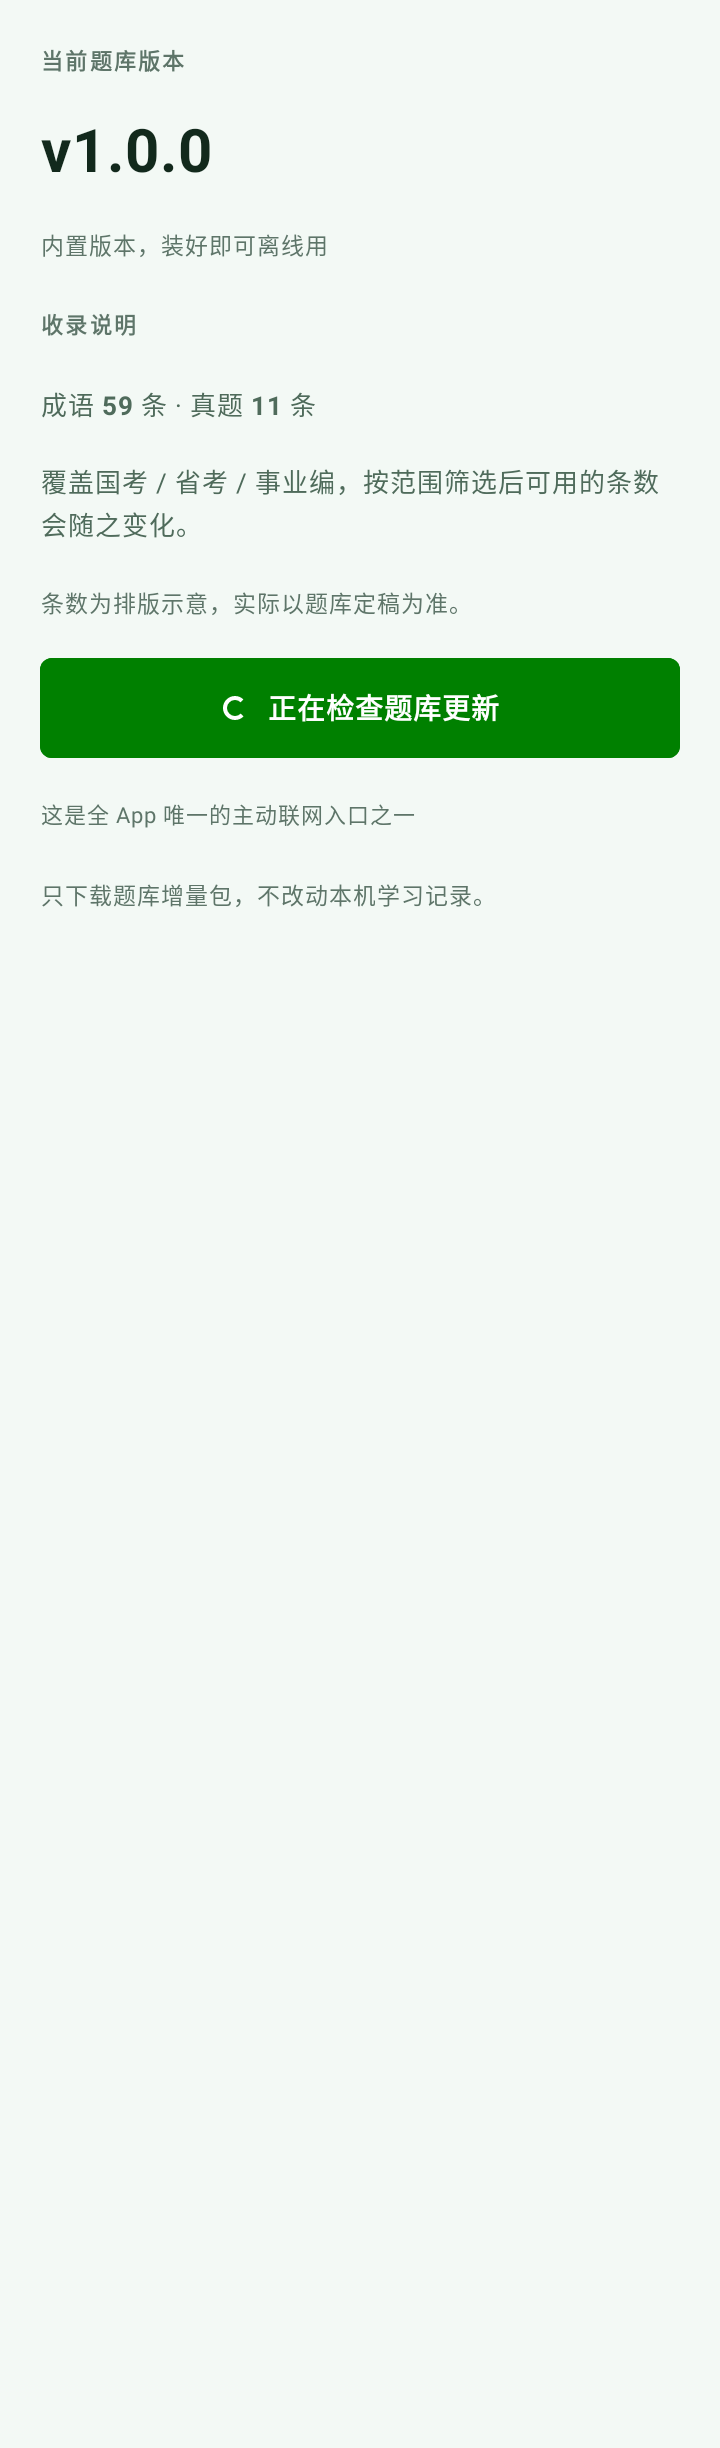 当前题库版本
v1.0.0
内置版本，装好即可离线用
收录说明
成语 59 条 · 真题 11 条
覆盖国考 / 省考 / 事业编，按范围筛选后可用的条数
会随之变化。
条数为排版示意，实际以题库定稿为准。
正在检查题库更新
这是全 App 唯一的主动联网入口之一
只下载题库增量包，不改动本机学习记录。